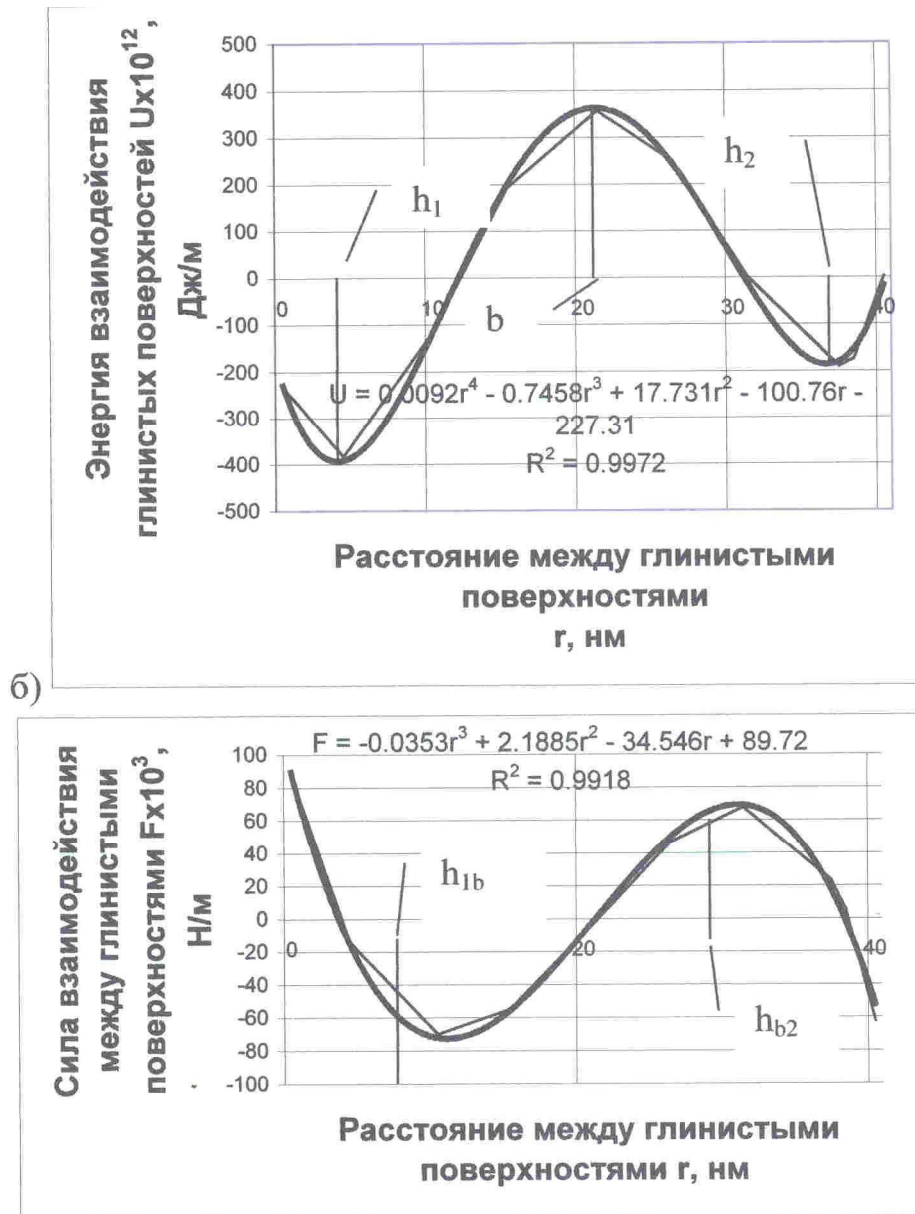 Энергия взаимодействия
глинистых поверхностей Ux10¹²,
Дж/м
500
400
300
200
100
0
-100
-200
-300
-400
-500
0
10
20
30
40
h₁
h₂
b
U = 0.0092r⁴ - 0.7458r³ + 17.731r² - 100.76r -
227.31
R² = 0.9972
Расстояние между глинистыми
поверхностями
r, нм
б)
Сила взаимодействия
между глинистыми
поверхностями Fx10³,
Н/м
F = -0.0353r³ + 2.1885r² - 34.546r + 89.72
R² = 0.9918
100
80
60
40
20
0
-20
-40
-60
-80
-100
0
20
40
h₁b
hb₂
Расстояние между глинистыми
поверхностями r, нм